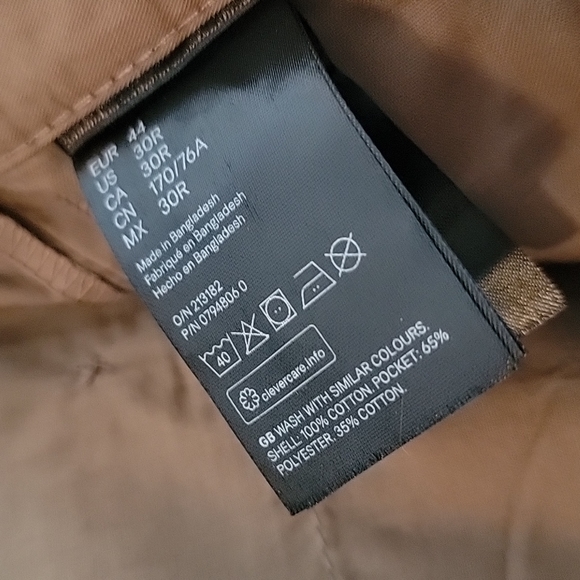 EUR 44
US 30R
CA 30R
CN 170/76A
MX 30R
Made in Bangladesh
Fabriqué en Bangladesh
Hecho en Bangladesh
O/N 213182
P/N 0794806 0
40
clevercare.info
GB WASH WITH SIMILAR COLOURS.
SHELL: 100% COTTON. POCKET: 65%
POLYESTER. 35% COTTON.